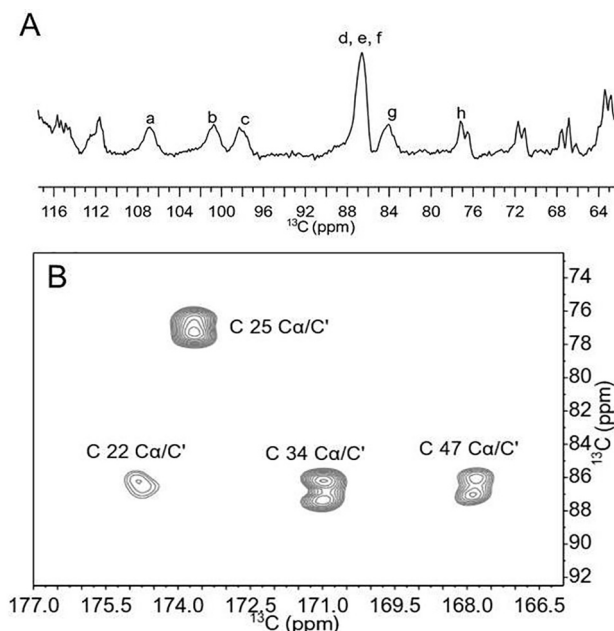 A
d, e, f
a
b
c
g
h
116 112 108 104 100 96 92 88 84 80 76 72 68 64
¹³C (ppm)
B
C 25 Cα/C'
C 22 Cα/C'
C 34 Cα/C'
C 47 Cα/C'
74
76
78
80
82
84
86
88
90
92
¹³C (ppm)
177.0 175.5 174.0 172.5 171.0 169.5 168.0 166.5
¹³C (ppm)